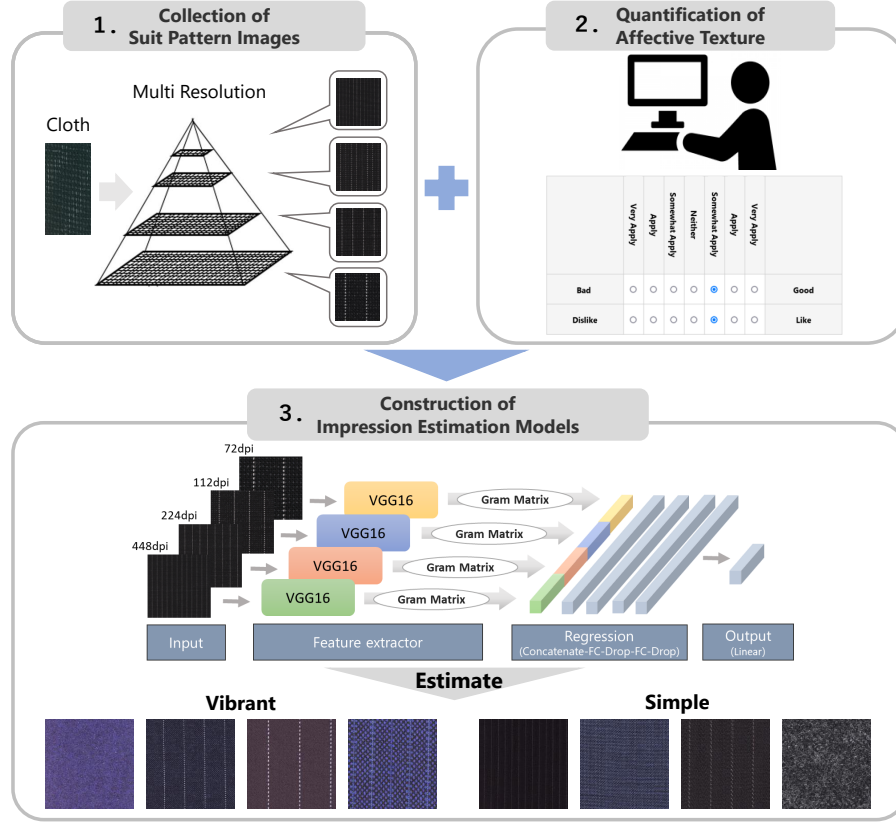 1.
Collection of
Suit Pattern Images
Multi Resolution
Cloth
2.
Quantification of
Affective Texture
Very Apply
Apply
Somewhat Apply
Neither
Somewhat Apply
Apply
Very Apply
Bad
Good
Dislike
Like
3.
Construction of
Impression Estimation Models
72dpi
112dpi
224dpi
448dpi
VGG16
Gram Matrix
VGG16
Gram Matrix
VGG16
Gram Matrix
VGG16
Gram Matrix
Input
Feature extractor
Regression
(Concatenate-FC-Drop-FC-Drop)
Output
(Linear)
Estimate
Vibrant
Simple